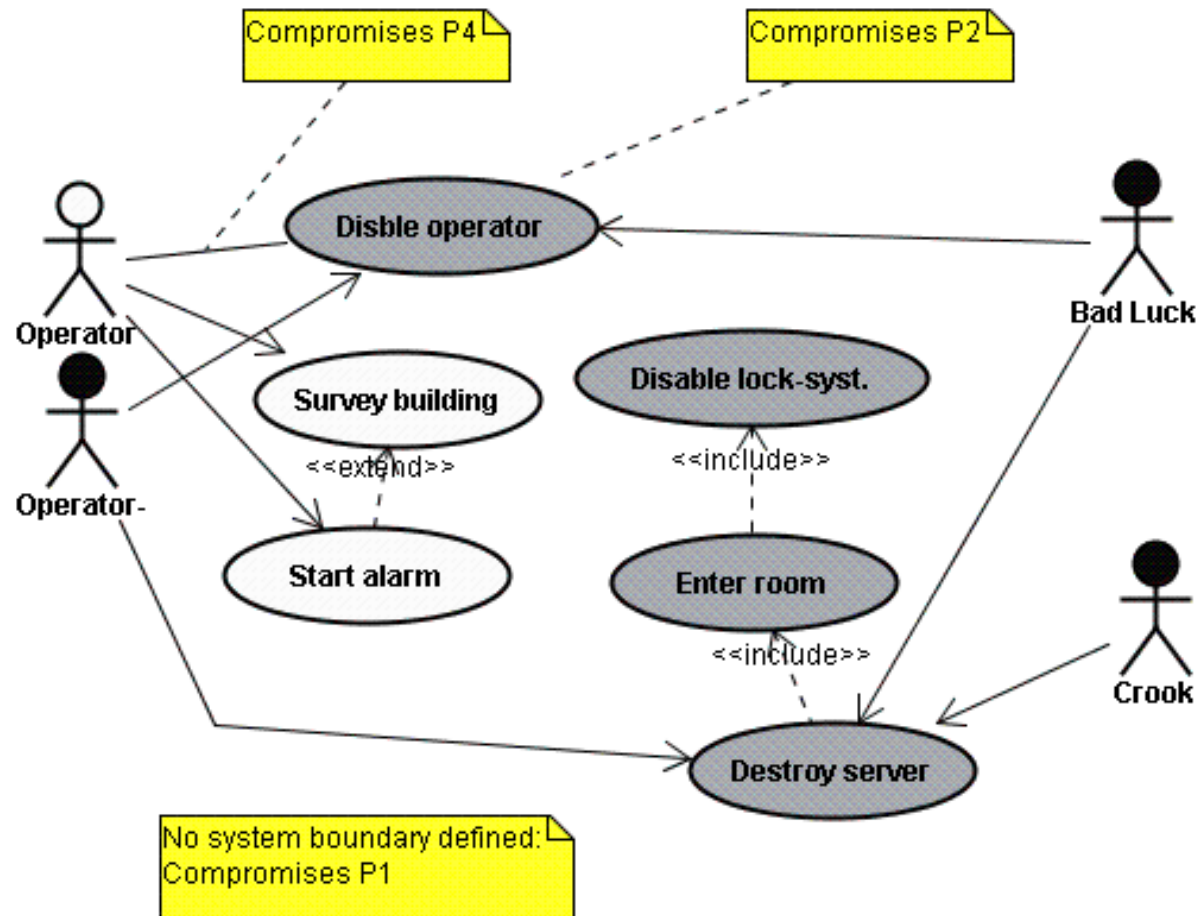 Compromises P4
Compromises P2
Disble operator
Operator
Bad Luck
Survey building
Disable lock-syst.
<<extend>>
<<include>>
Operator-
Start alarm
Enter room
<<include>>
Crook
Destroy server
No system boundary defined:
Compromises P1